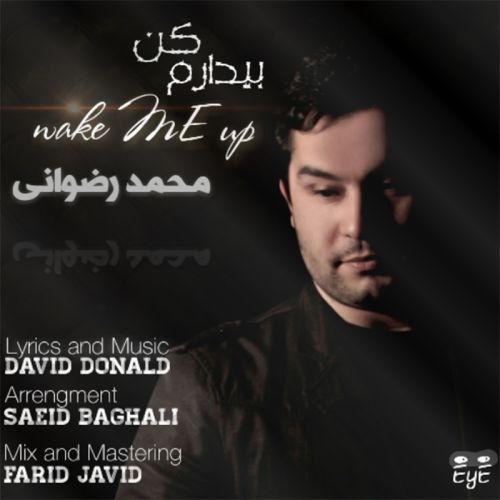 بیدارم کن
wake ME up
محمد رضوانی
Lyrics and Music
DAVID DONALD
Arrengment
SAEID BAGHALI
Mix and Mastering
FARID JAVID
EyE